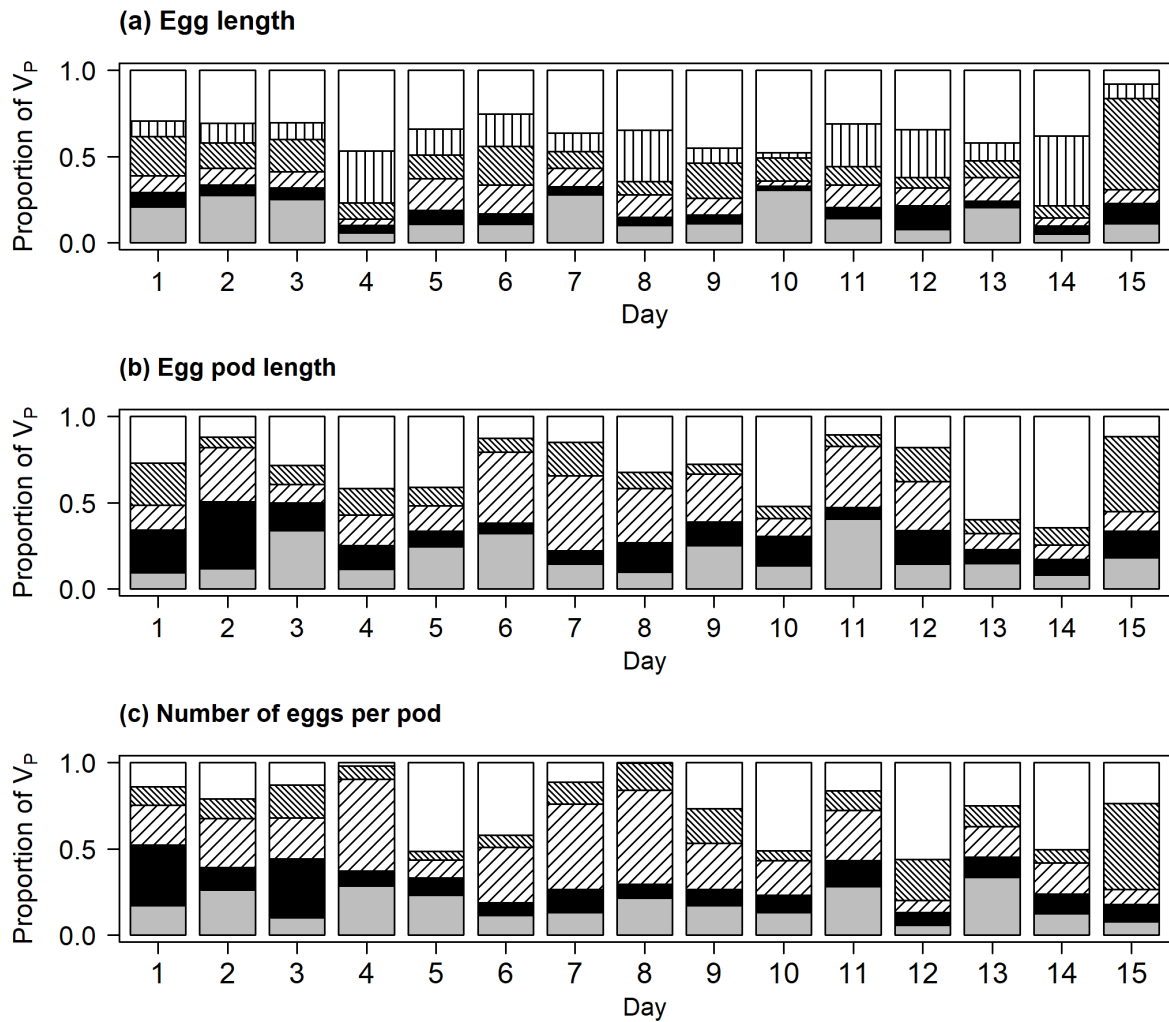 (a) Egg length
Proportion of VP
1.0
0.5
0.0
1 2 3 4 5 6 7 8 9 10 11 12 13 14 15
Day
(b) Egg pod length
Proportion of VP
1.0
0.5
0.0
1 2 3 4 5 6 7 8 9 10 11 12 13 14 15
Day
(c) Number of eggs per pod
Proportion of VP
1.0
0.5
0.0
1 2 3 4 5 6 7 8 9 10 11 12 13 14 15
Day